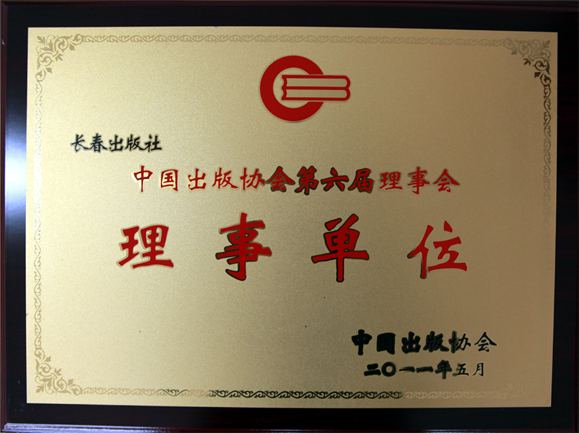 长春出版社
中国出版协会第六届理事会
理事单位
中国出版协会
二〇一一年五月